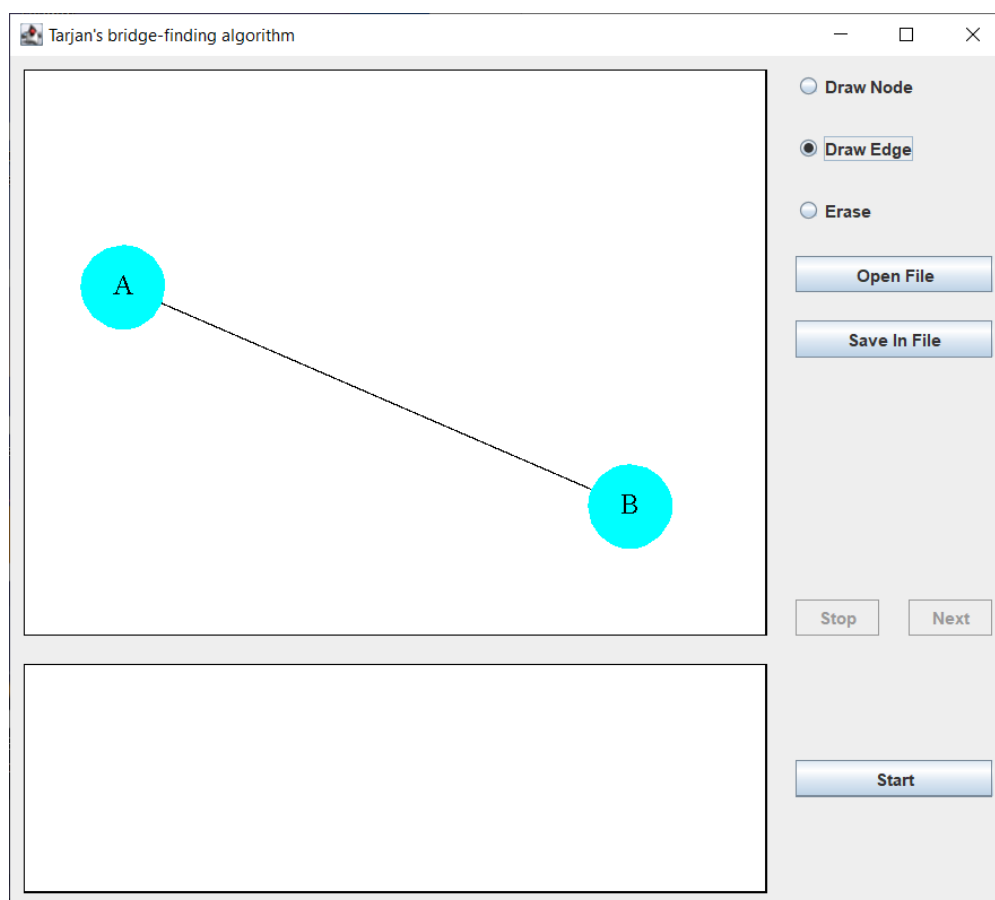 Tarjan's bridge-finding algorithm
Draw Node
Draw Edge
Erase
Open File
A
Save In File
B
Stop
Next
Start